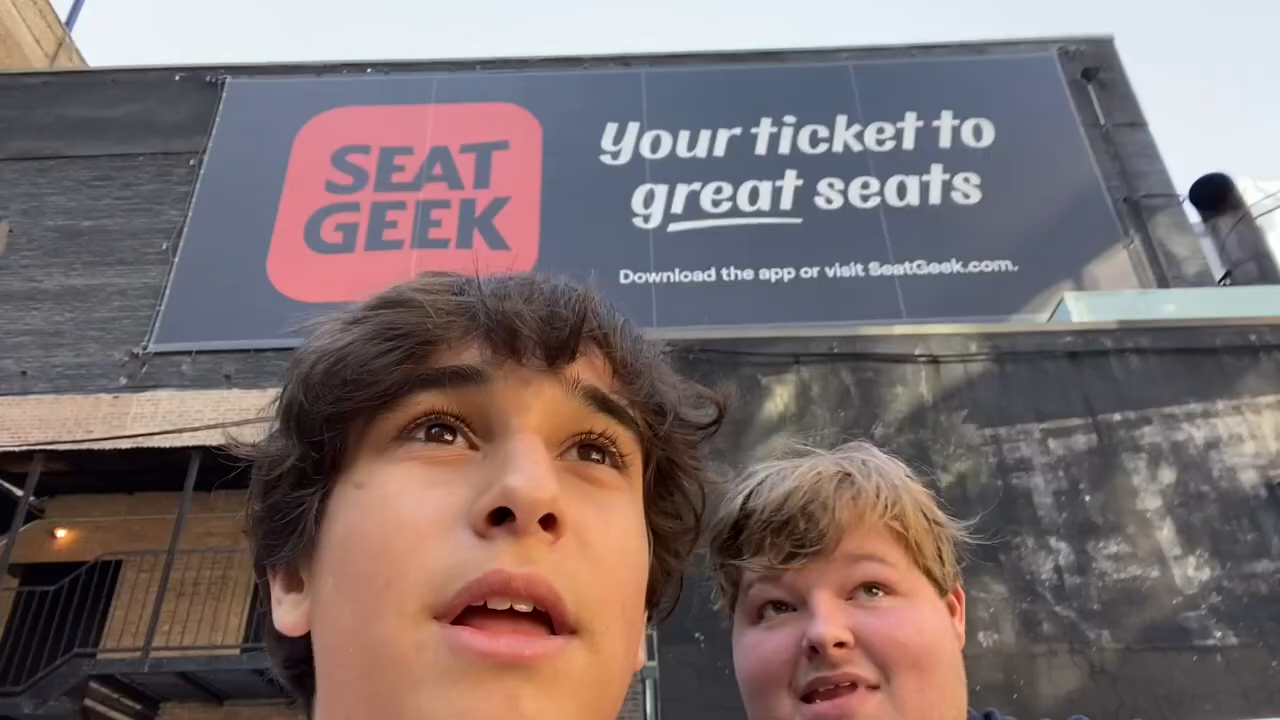 SEAT
GEEK
Your ticket to
great seats
Download the app or visit SeatGeek.com.